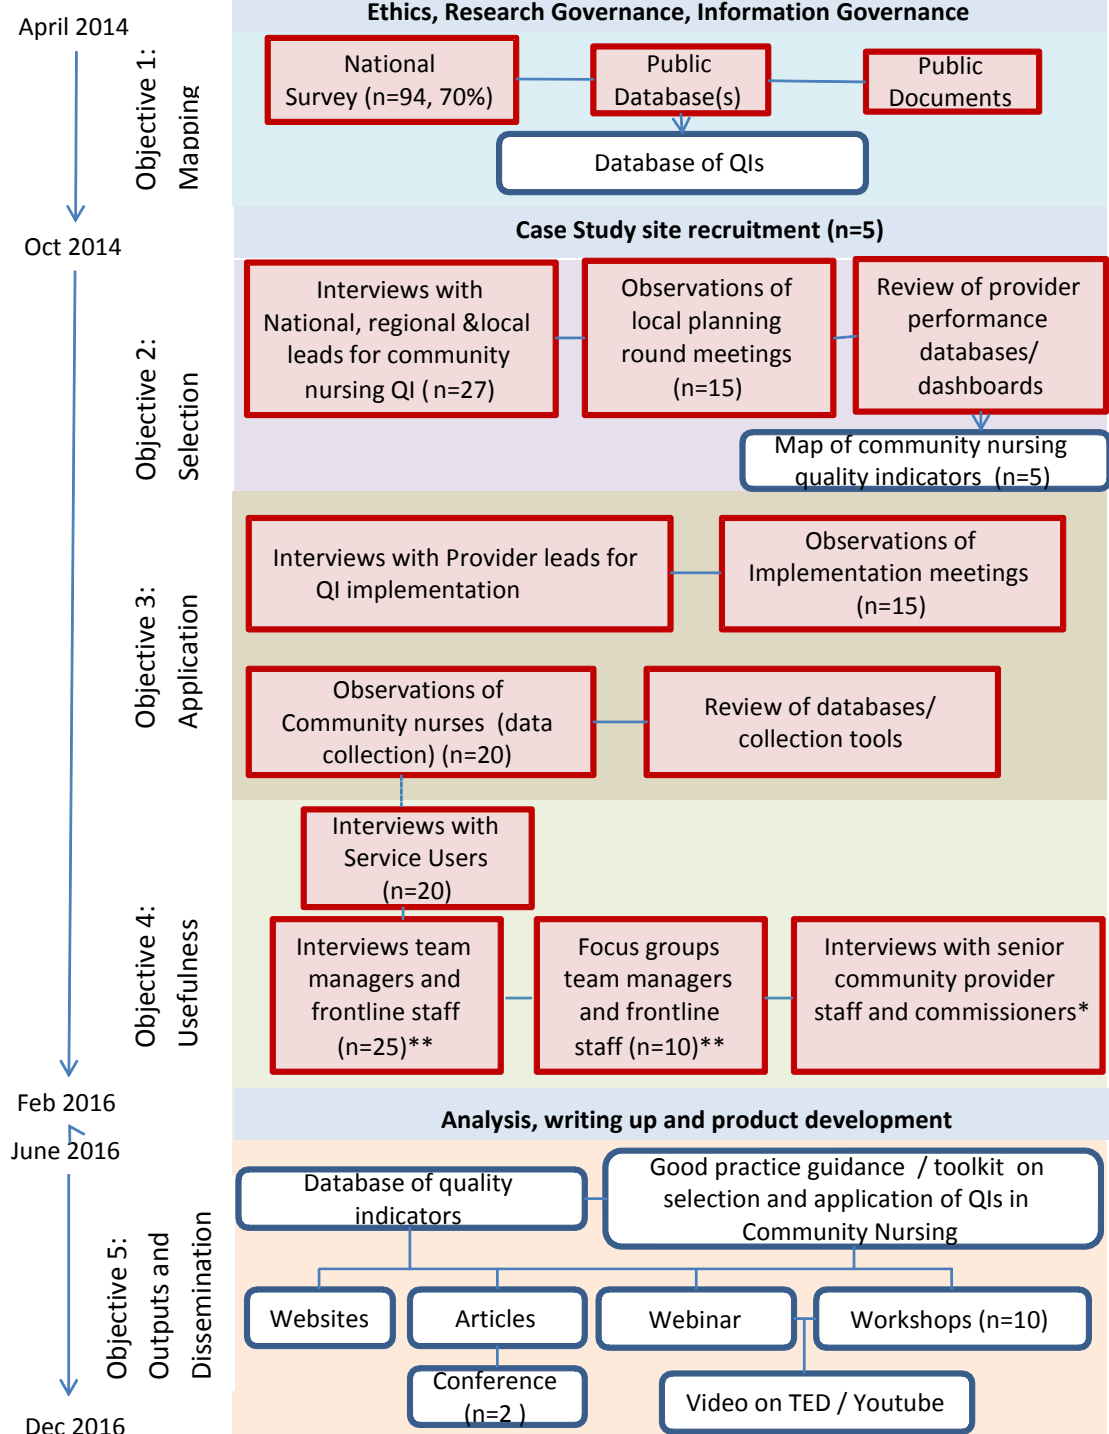 April 2014
Ethics, Research Governance, Information Governance
Objective 1:
Mapping
National
Survey (n=94, 70%)
Public
Database(s)
Public
Documents
Database of QIs
Oct 2014
Case Study site recruitment (n=5)
Objective 2:
Selection
Interviews with
National, regional &local
leads for community
nursing QI ( n=27)
Observations of
local planning
round meetings
(n=15)
Review of provider
performance
databases/
dashboards
Map of community nursing
quality indicators  (n=5)
Objective 3:
Application
Interviews with Provider leads for
QI implementation
Observations of
Implementation meetings
(n=15)
Observations of
Community nurses  (data
collection) (n=20)
Review of databases/
collection tools
Objective 4:
Usefulness
Interviews with
Service Users
(n=20)
Interviews team
managers and
frontline staff
(n=25)**
Focus groups
team managers
and frontline
staff (n=10)**
Interviews with senior
community provider
staff and commissioners*
Feb 2016
Analysis, writing up and product development
June 2016
Objective 5:
Outputs and
Dissemination
Database of quality
indicators
Good practice guidance  / toolkit  on
selection and application of QIs in
Community Nursing
Websites
Articles
Webinar
Workshops (n=10)
Conference
(n=2 )
Video on TED / Youtube
Dec 2016